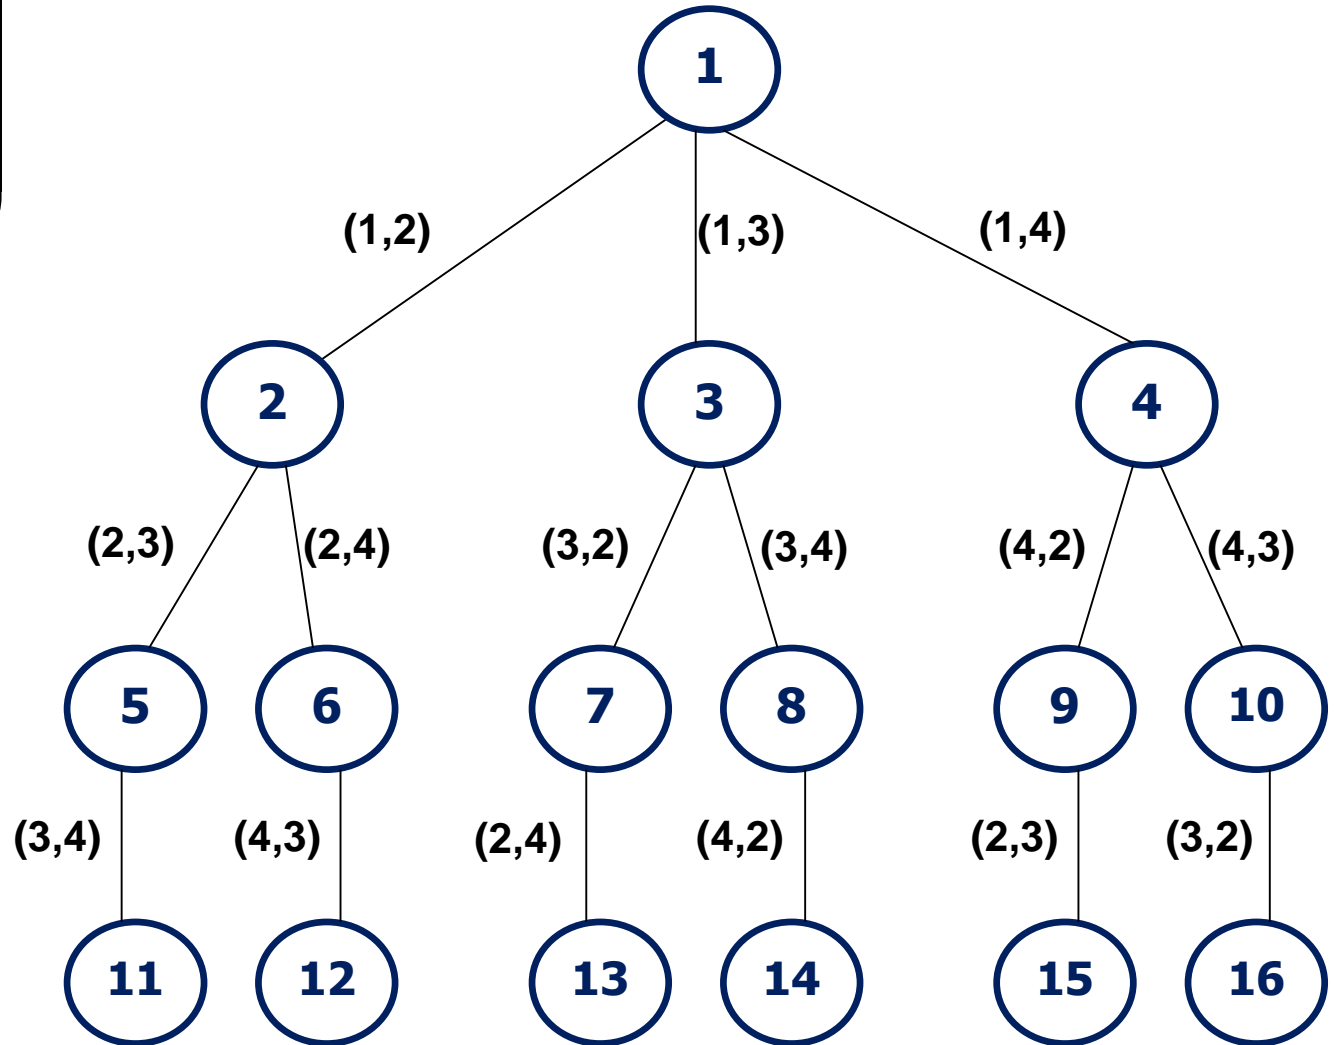 1
(1,2) (1,3) (1,4)
2 3 4
(2,3) (2,4) (3,2) (3,4) (4,2) (4,3)
5 6 7 8 9 10
(3,4) (4,3) (2,4) (4,2) (2,3) (3,2)
11 12 13 14 15 16